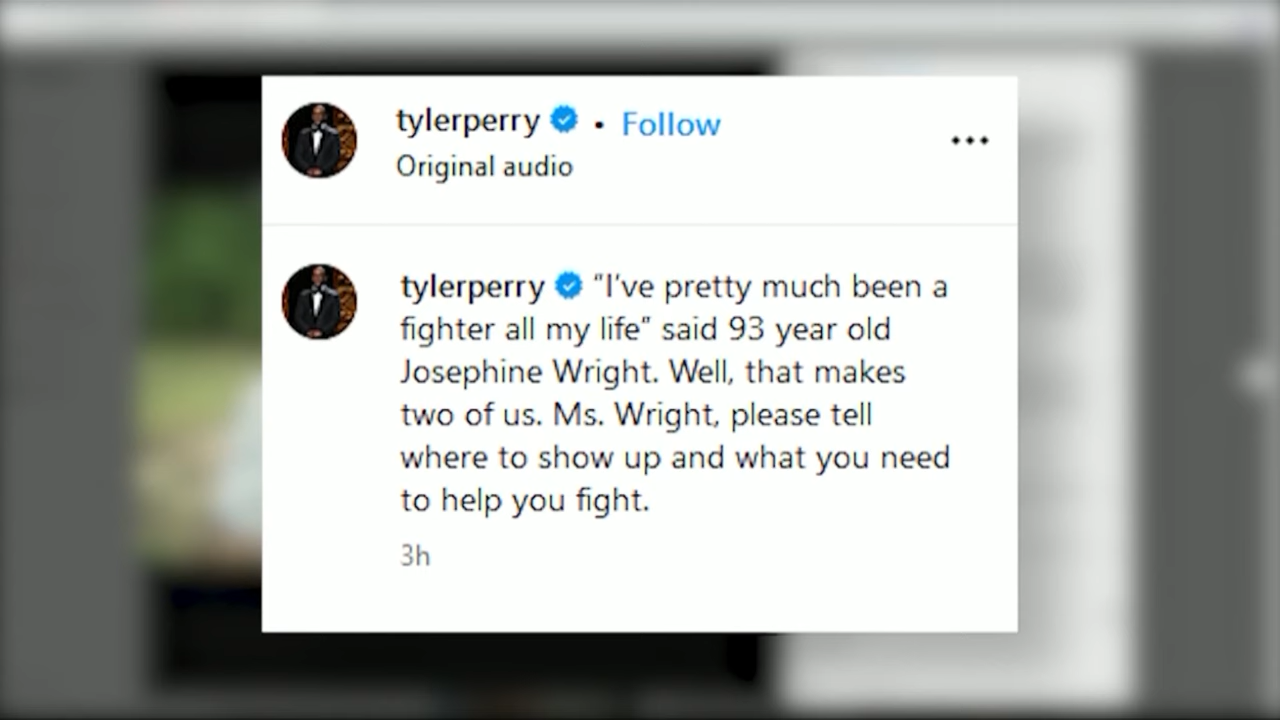 tylerperry • Follow
Original audio
tylerperry “I’ve pretty much been a
fighter all my life” said 93 year old
Josephine Wright. Well, that makes
two of us. Ms. Wright, please tell
where to show up and what you need
to help you fight.
3h